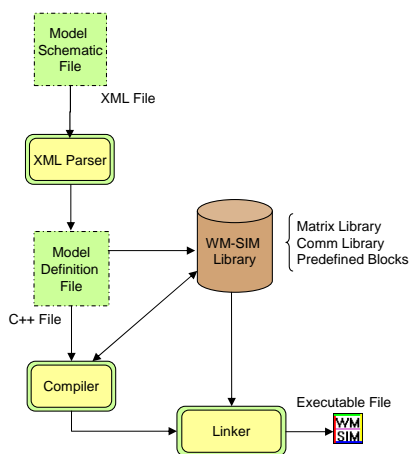 Model
Schematic
File
XML File
XML Parser
Model
Definition
File
WM-SIM
Library
Matrix Library
Comm Library
Predefined Blocks
C++ File
Compiler
Linker
Executable File
WM
SIM